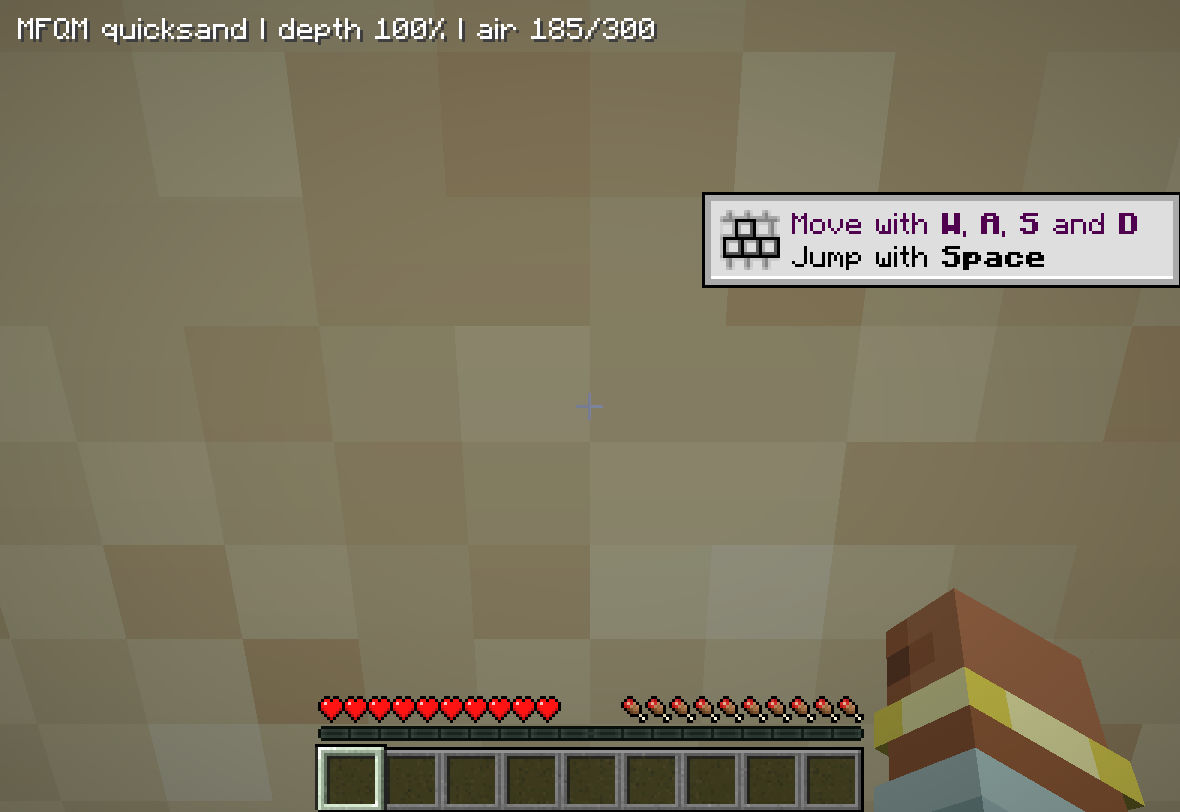 MFQM quicksand | depth 100% | air 185/300
Move with W, A, S and D
Jump with Space